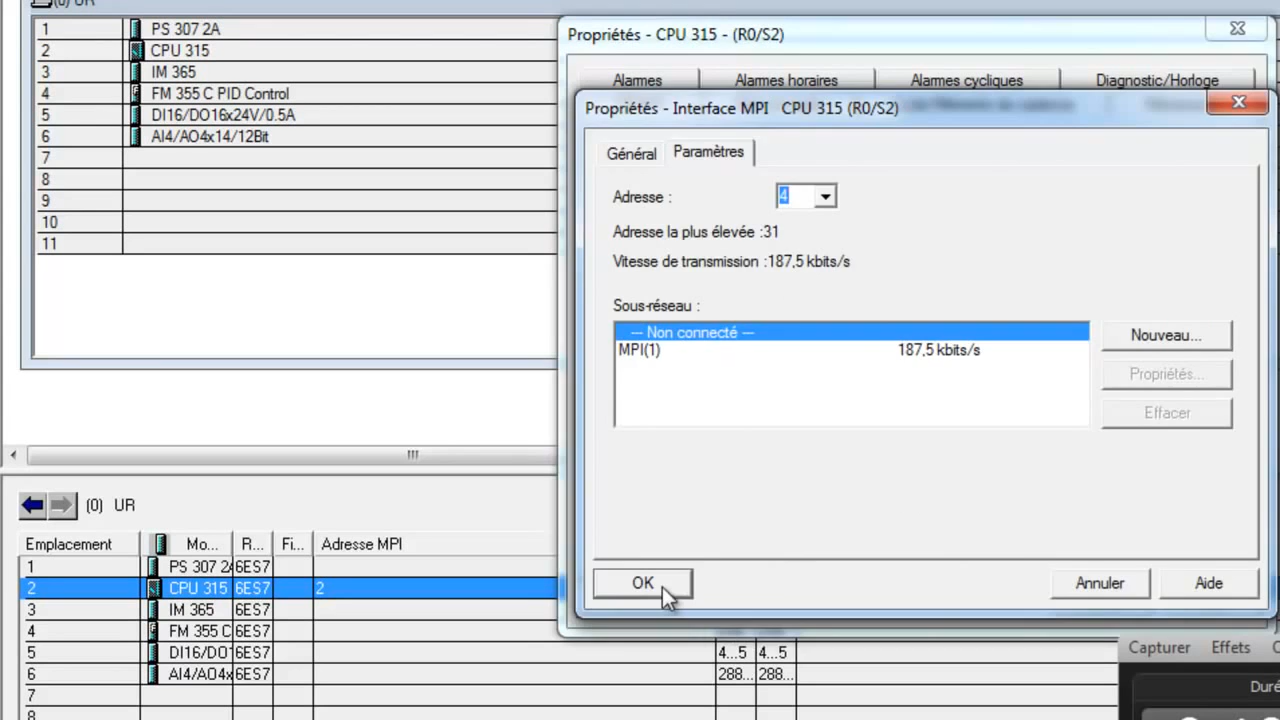 (0) UR
1 PS 307 2A
2 CPU 315
3 IM 365
4 FM 355 C PID Control
5 DI16/DO16x24V/0.5A
6 AI4/AO4x14/12Bit
7
8
9
10
11
Propriétés - CPU 315 - (R0/S2)
Alarmes Alarmes horaires Alarmes cycliques Diagnostic/Horloge
Propriétés - Interface MPI CPU 315 (R0/S2)
Général Paramètres
Adresse : 4
Adresse la plus élevée :31
Vitesse de transmission :187,5 kbits/s
Sous-réseau :
--- Non connecté ---
MPI(1) 187,5 kbits/s
Nouveau...
Propriétés...
Effacer
OK Annuler Aide
(0) UR
Emplacement Mo... R... Fi... Adresse MPI
1 PS 307 2A 6ES7
2 CPU 315 6ES7 2
3 IM 365 6ES7
4 FM 355 C 6ES7
5 DI16/DO1 6ES7 4...5 4...5
6 AI4/AO4x 6ES7 288... 288...
7
8
Capturer Effets
Duré